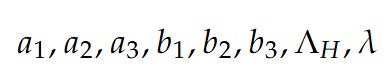 a₁, a₂, a₃, b₁, b₂, b₃, Λ_H, λ